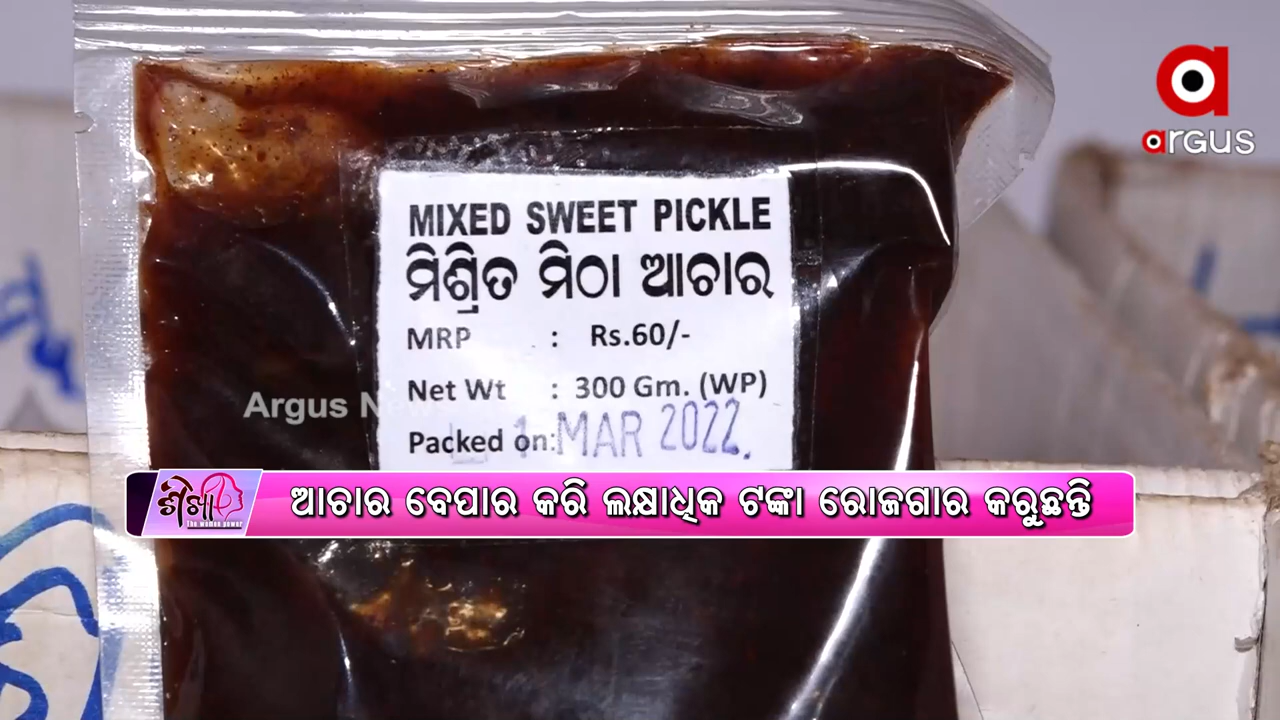 argus
MIXED SWEET PICKLE
ମିଶ୍ରିତ ମିଠା ଆଚାର
MRP : Rs.60/-
Net Wt : 300 Gm. (WP)
Argus News
Packed on: 1 MAR 2022.
ଶିଖା
The women power
ଆଚାର ବେପାର କରି ଲକ୍ଷାଧିକ ଟଙ୍କା ରୋଜଗାର କରୁଛନ୍ତି